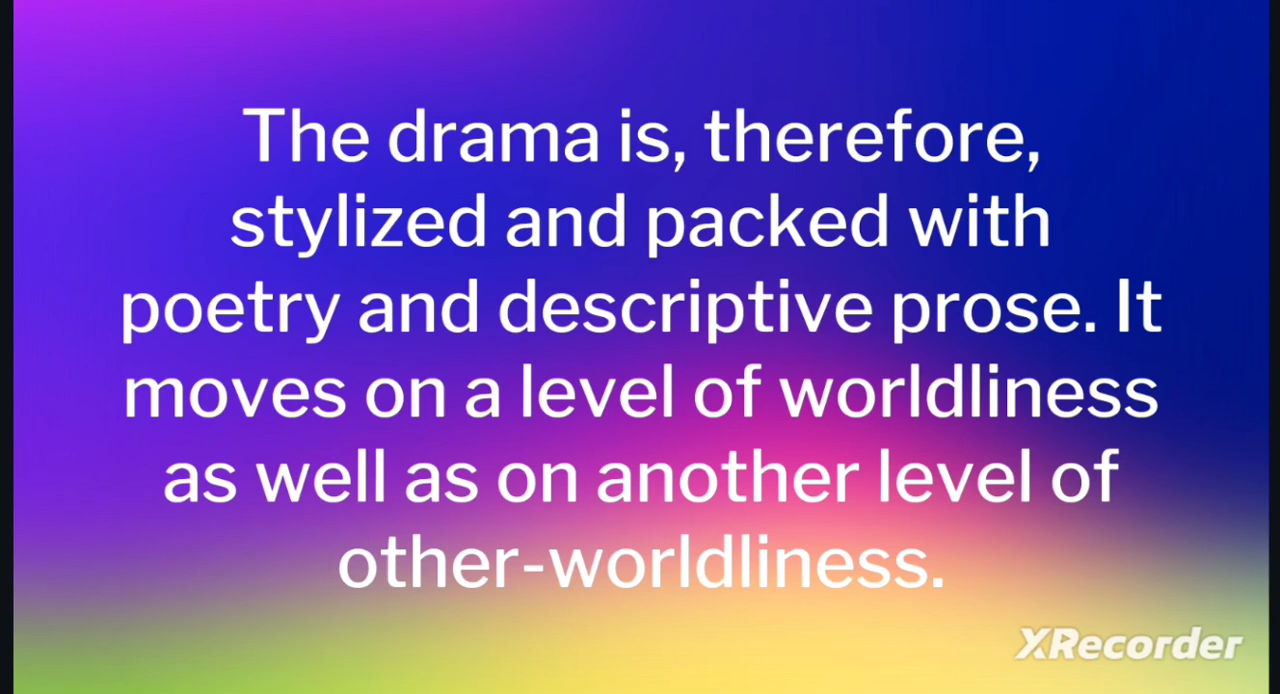 The drama is, therefore,
stylized and packed with
poetry and descriptive prose. It
moves on a level of worldliness
as well as on another level of
other-worldliness.
XRecorder